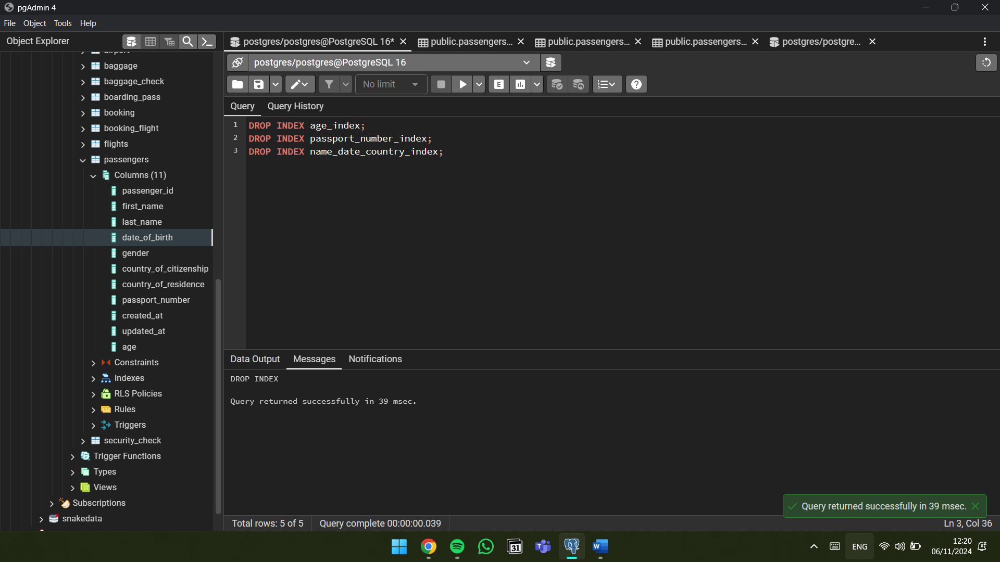 pgAdmin 4
File Object Tools Help
Object Explorer
postgres/postgres@PostgreSQL 16*
public.passengers...
public.passengers...
public.passengers...
postgres/postgre...
airport
baggage
baggage_check
boarding_pass
booking
booking_flight
flights
passengers
Columns (11)
passenger_id
first_name
last_name
date_of_birth
gender
country_of_citizenship
country_of_residence
passport_number
created_at
updated_at
age
Constraints
Indexes
RLS Policies
Rules
Triggers
security_check
Trigger Functions
Types
Views
Subscriptions
snakedata
postgres/postgres@PostgreSQL 16
No limit
E
Query Query History
1 DROP INDEX age_index;
2 DROP INDEX passport_number_index;
3 DROP INDEX name_date_country_index;
Data Output Messages Notifications
DROP INDEX
Query returned successfully in 39 msec.
Query returned successfully in 39 msec.
Total rows: 5 of 5 Query complete 00:00:00.039
Ln 3, Col 36
31
T
W
ENG
12:20
06/11/2024